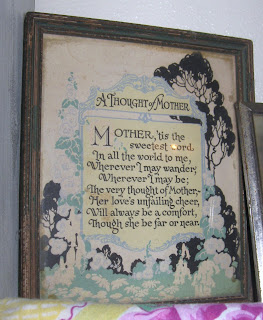 A THOUGHT of MOTHER
MOTHER, 'tis the
sweetest word
In all the world to me,
Wherever I may wander,
Wherever I may be;
The very thought of Mother,-
Her love's unfailing cheer,
Will always be a comfort,
Though she be far or near.